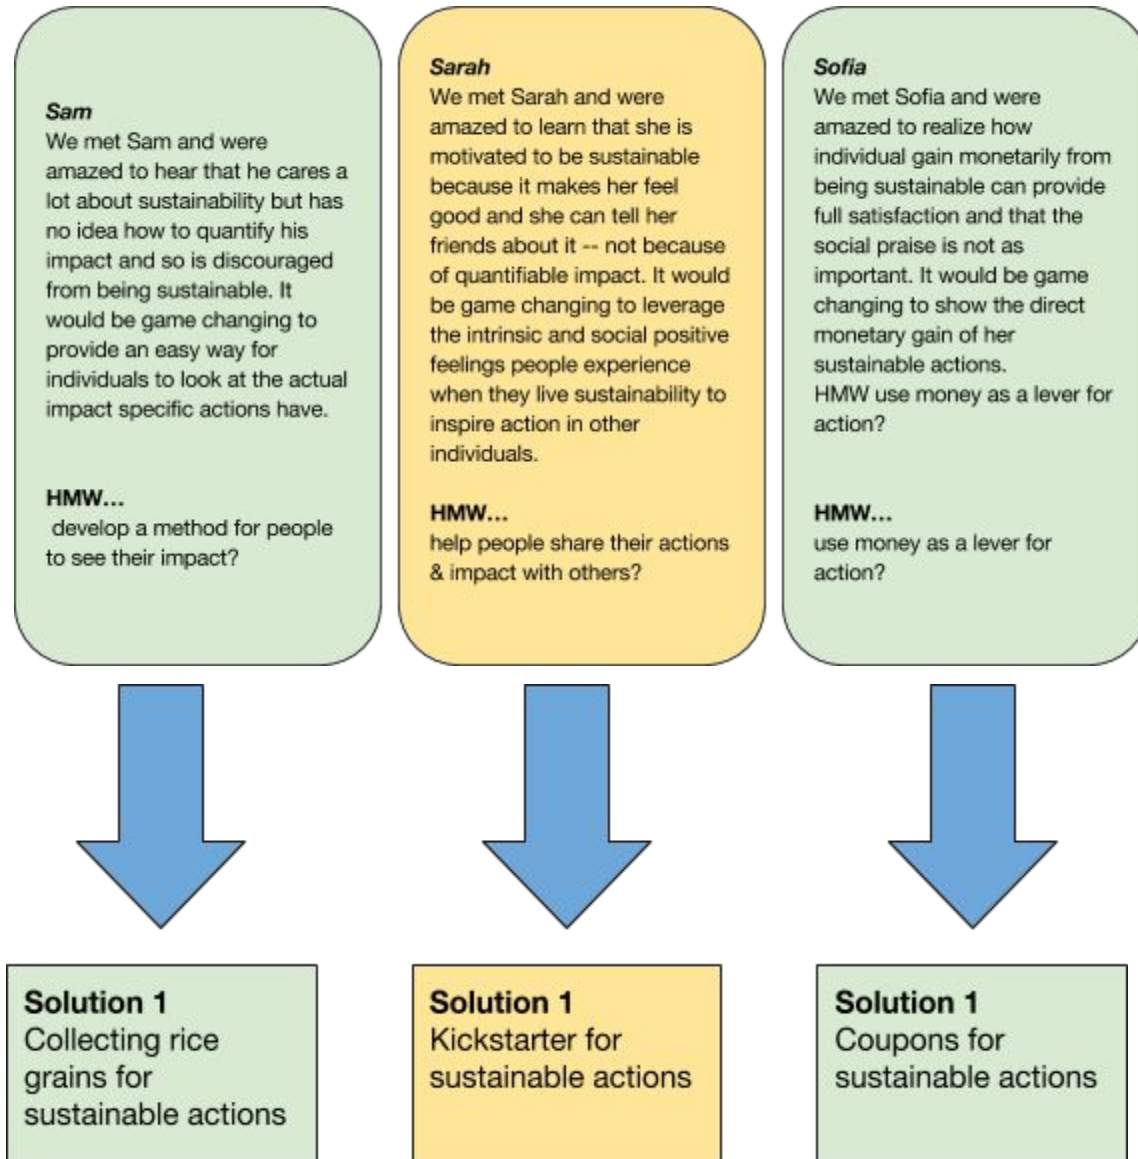 Sam
We met Sam and were
amazed to hear that he cares a
lot about sustainability but has
no idea how to quantify his
impact and so is discouraged
from being sustainable. It
would be game changing to
provide an easy way for
individuals to look at the actual
impact specific actions have.
HMW...
develop a method for people
to see their impact?
Sarah
We met Sarah and were
amazed to learn that she is
motivated to be sustainable
because it makes her feel
good and she can tell her
friends about it -- not because
of quantifiable impact. It would
be game changing to leverage
the intrinsic and social positive
feelings people experience
when they live sustainability to
inspire action in other
individuals.
HMW...
help people share their actions
& impact with others?
Sofia
We met Sofia and were
amazed to realize how
individual gain monetarily from
being sustainable can provide
full satisfaction and that the
social praise is not as
important. It would be game
changing to show the direct
monetary gain of her
sustainable actions.
HMW use money as a lever for
action?
HMW...
use money as a lever for
action?
Solution 1
Collecting rice
grains for
sustainable actions
Solution 1
Kickstarter for
sustainable actions
Solution 1
Coupons for
sustainable actions